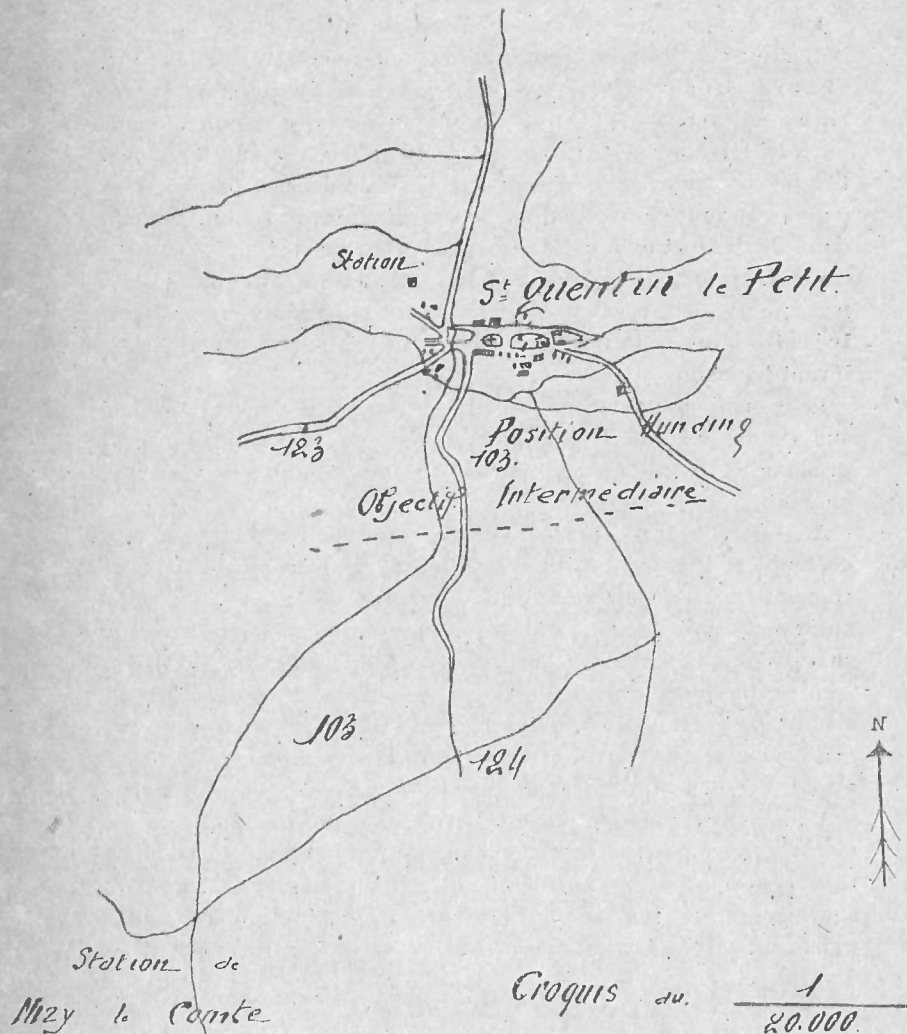 Station
St Quentin le Petit.
123
Position Hunding
103.
Objectif Intermédiaire
103.
124
N
Station de
Nizy le Comte
Croquis au 1
20.000.